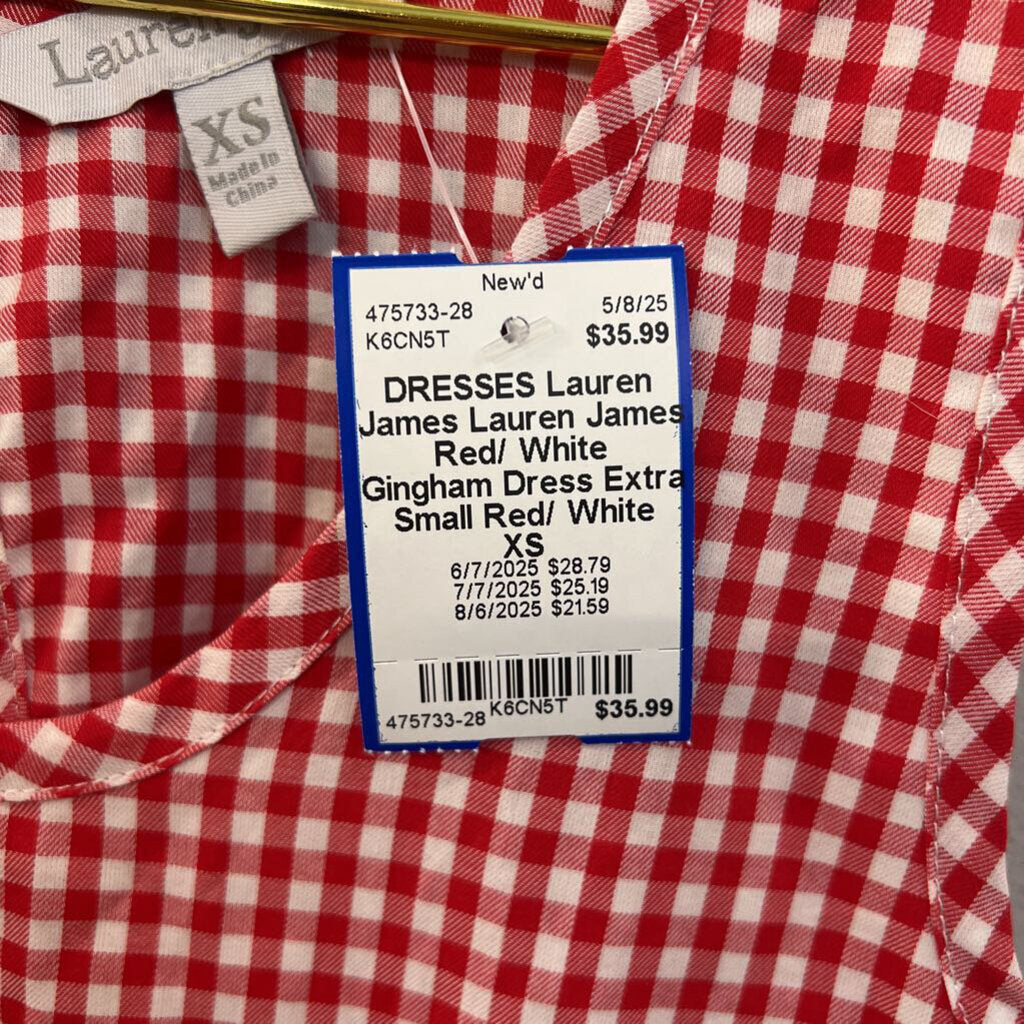 XS
Made In
China
New'd
475733-28 5/8/25
K6CN5T $35.99
DRESSES Lauren
James Lauren James
Red/ White
Gingham Dress Extra
Small Red/ White
XS
6/7/2025 $28.79
7/7/2025 $25.19
8/6/2025 $21.59
475733-28 K6CN5T $35.99